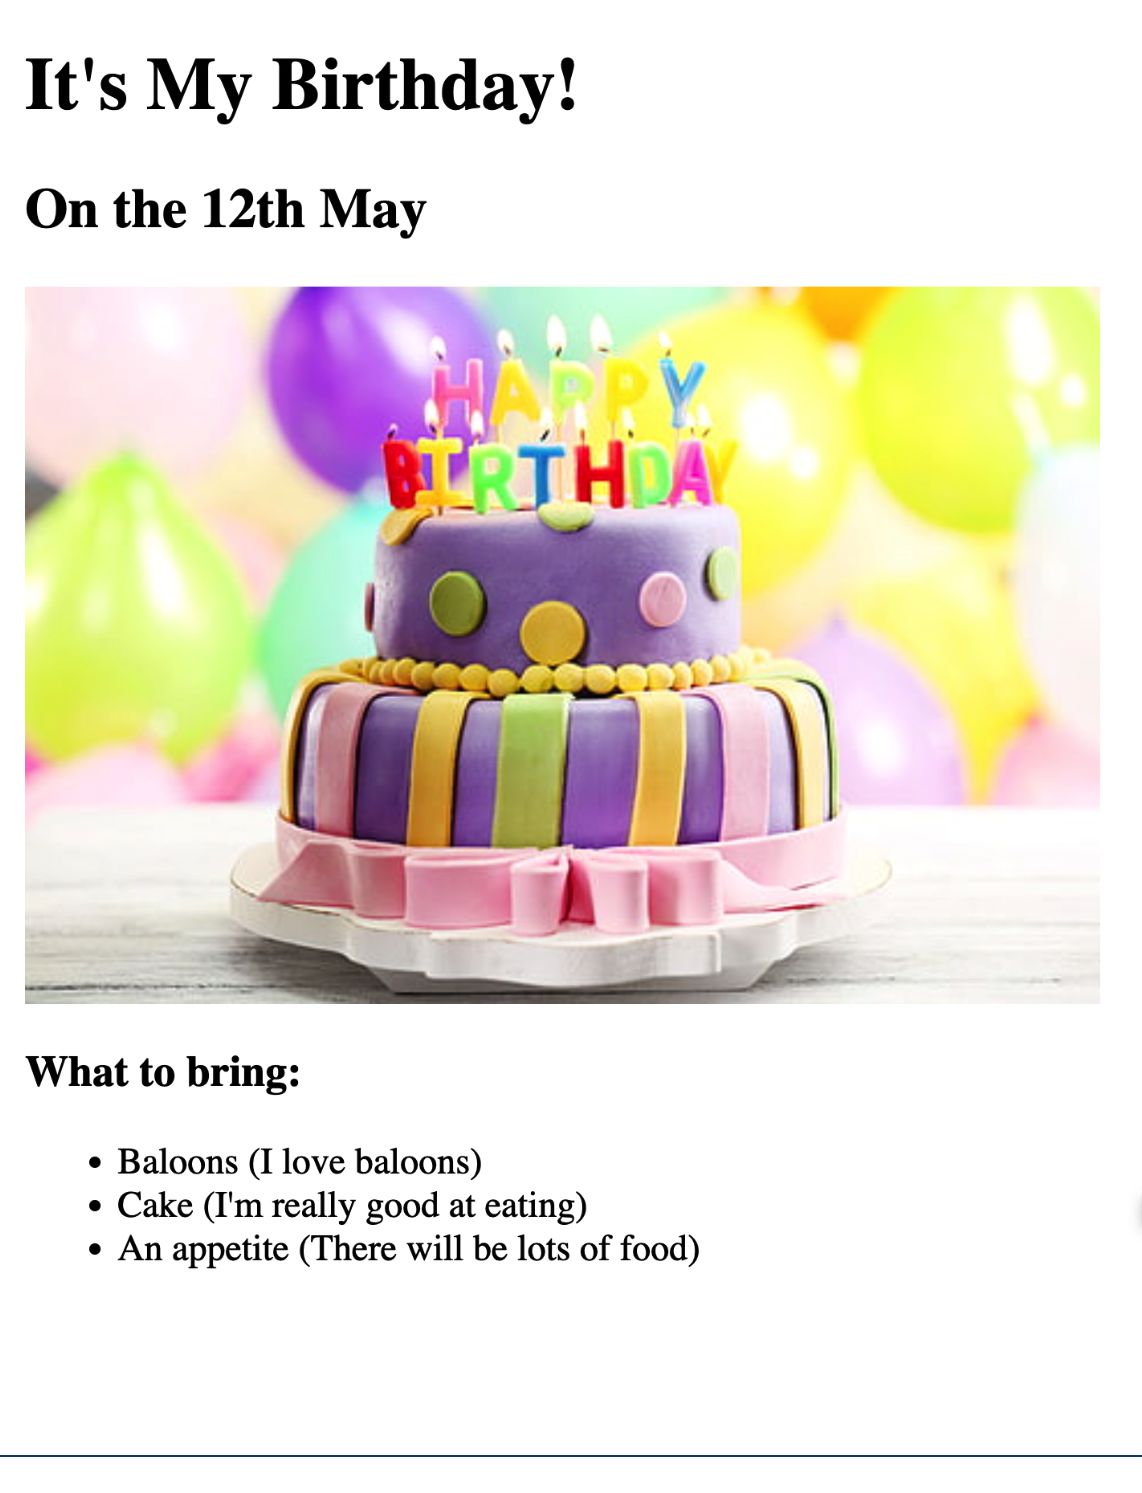 It's My Birthday!
On the 12th May
HAPPY
BIRTHDAY
What to bring:
Baloons (I love baloons)
Cake (I'm really good at eating)
An appetite (There will be lots of food)